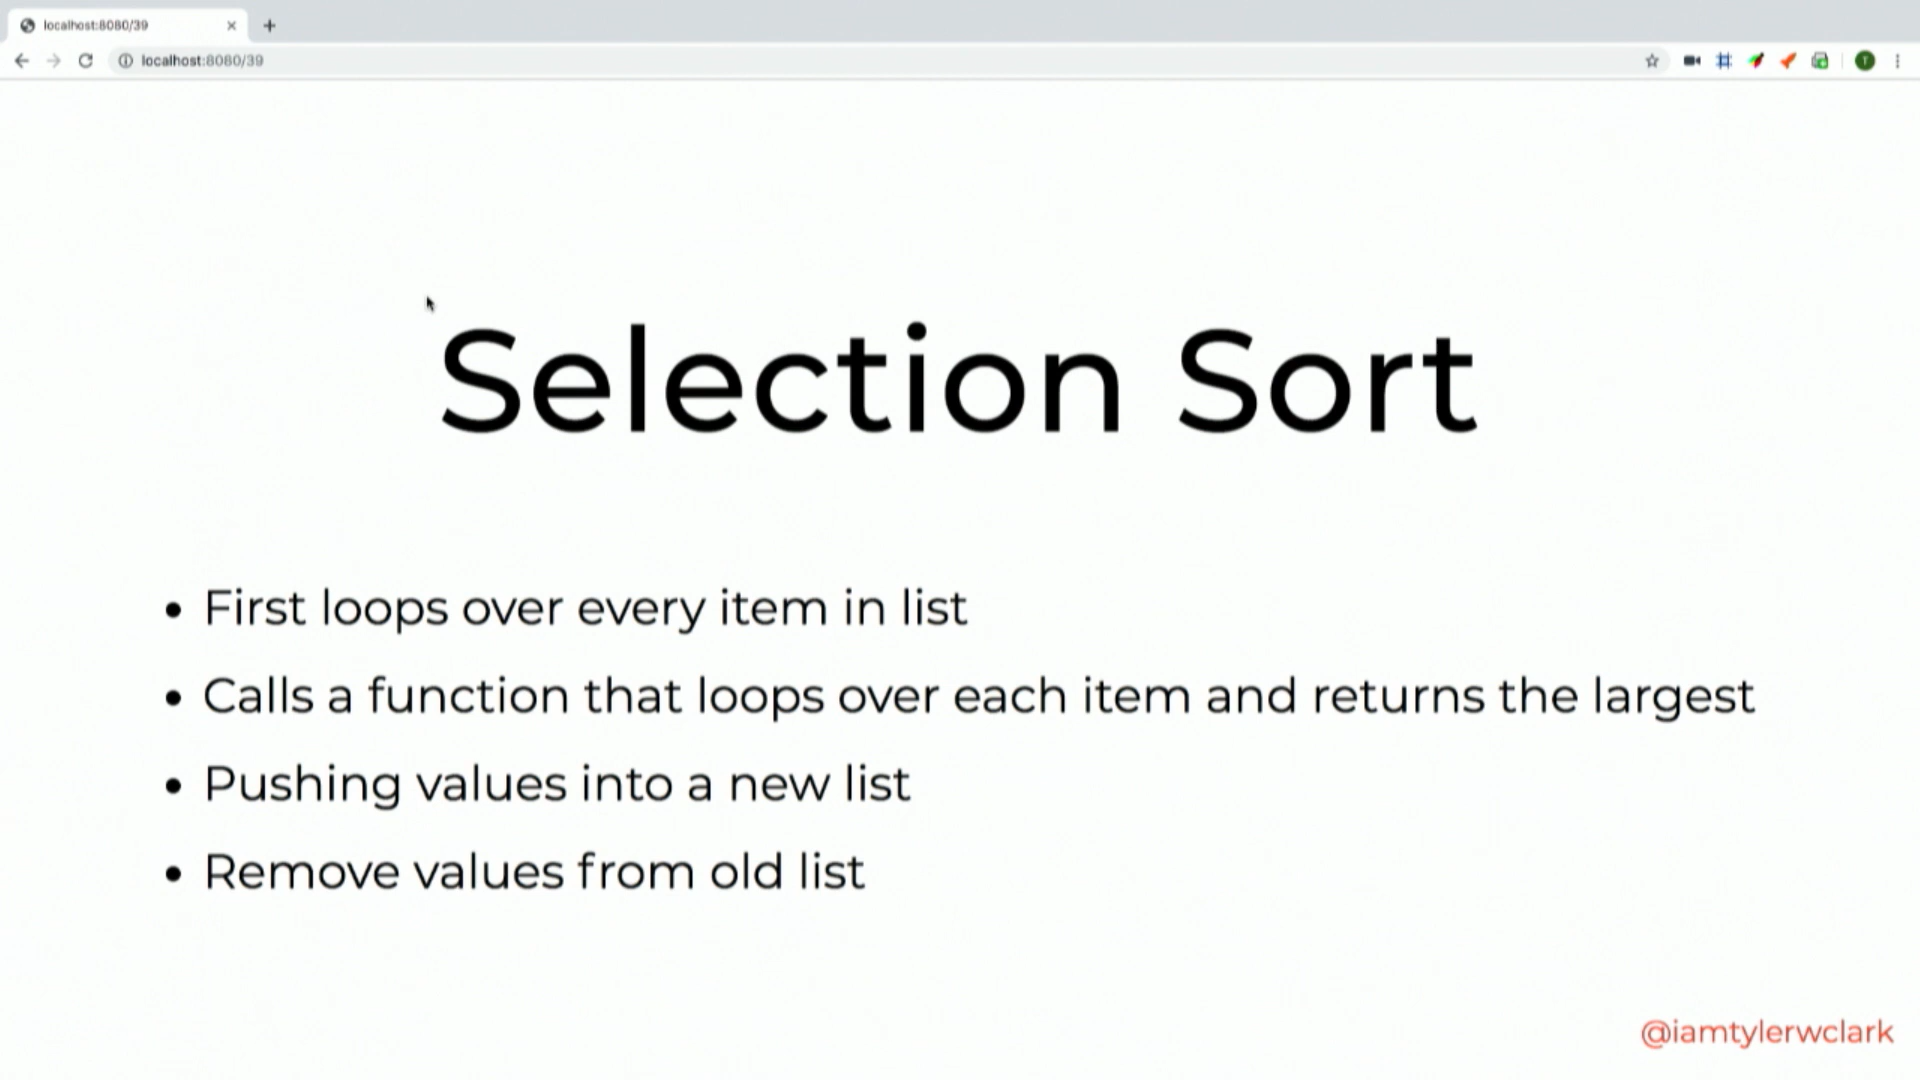 localhost:8080/39
localhost:8080/39
Selection Sort
• First loops over every item in list
• Calls a function that loops over each item and returns the largest
• Pushing values into a new list
• Remove values from old list
@iamtylerwclark